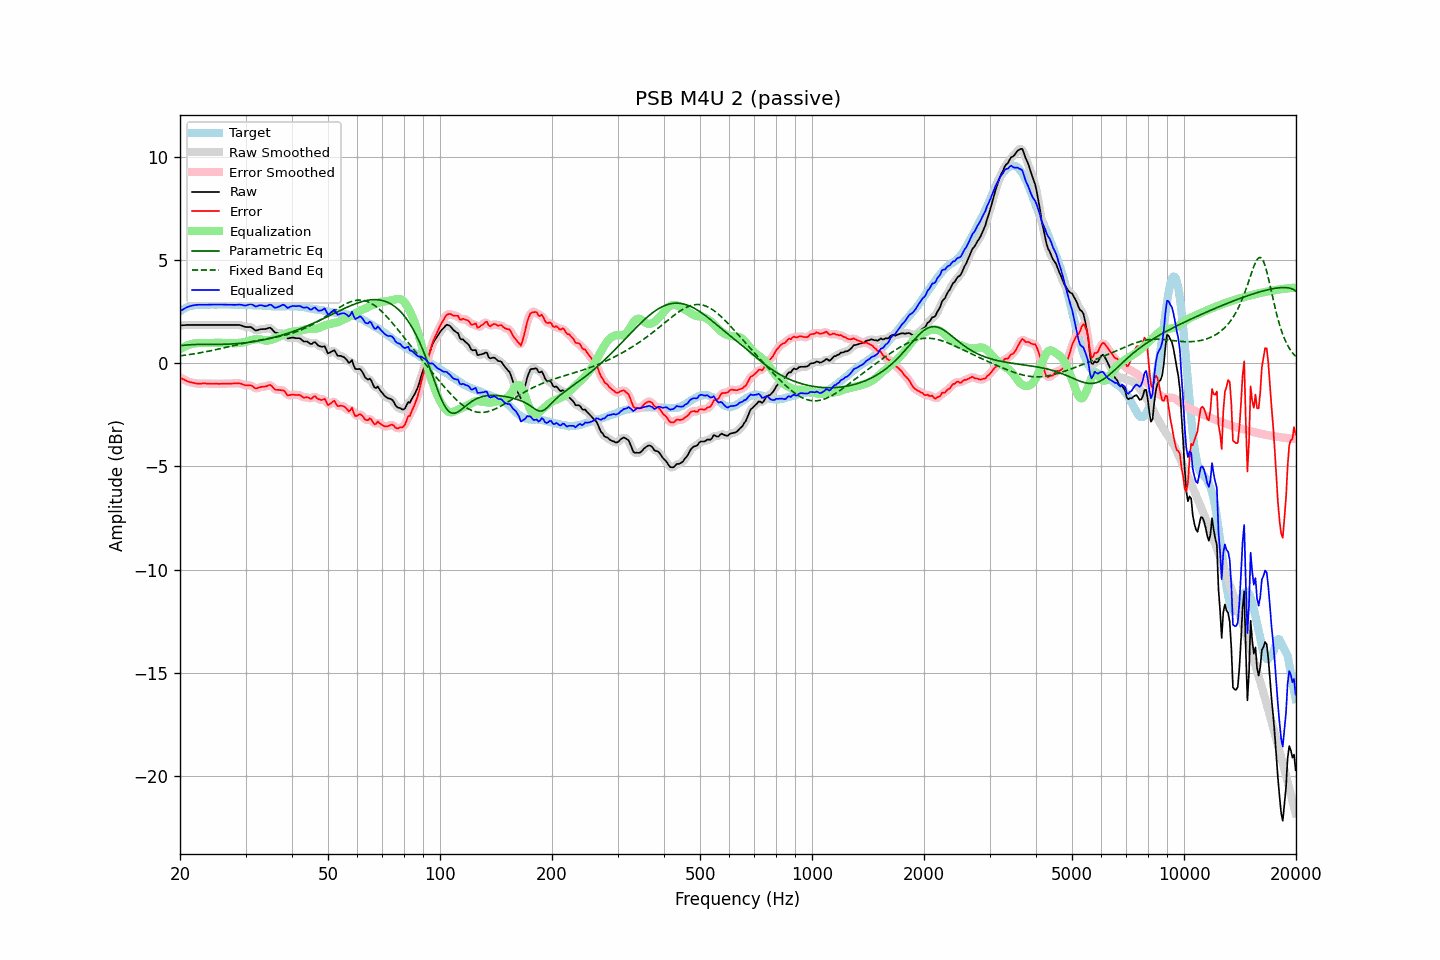 PSB M4U 2 (passive)
Target
Raw Smoothed
Error Smoothed
Raw
Error
Equalization
Parametric Eq
Fixed Band Eq
Equalized
10
5
0
−5
−10
−15
−20
Amplitude (dBr)
20 50 100 200 500 1000 2000 5000 10000 20000
Frequency (Hz)